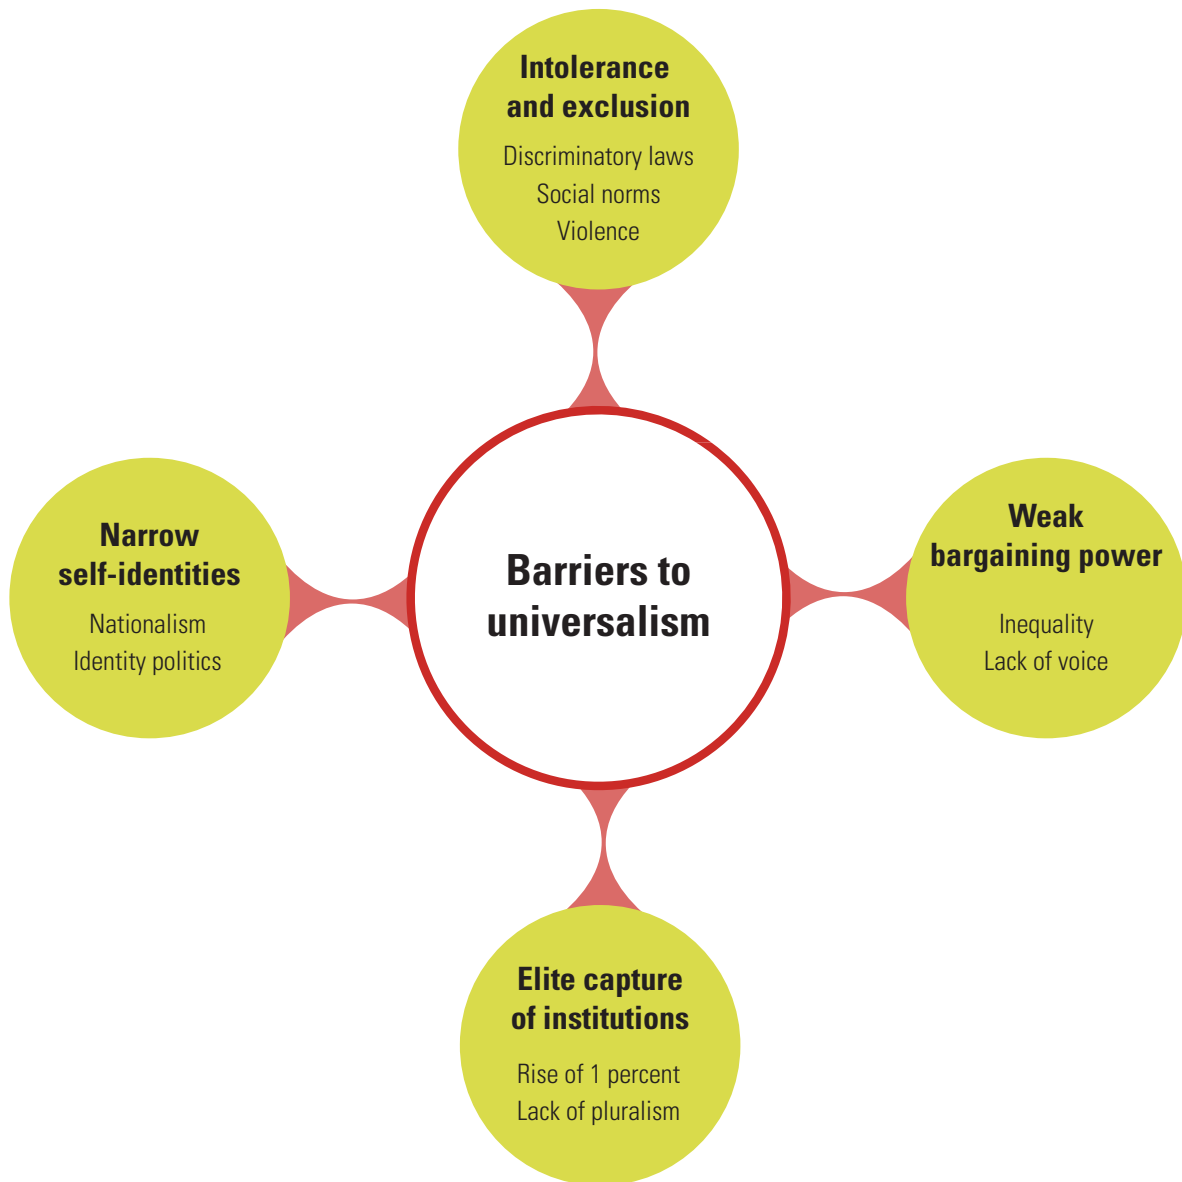 Intolerance
and exclusion
Discriminatory laws
Social norms
Violence
Narrow
self-identities
Nationalism
Identity politics
Barriers to
universalism
Weak
bargaining power
Inequality
Lack of voice
Elite capture
of institutions
Rise of 1 percent
Lack of pluralism